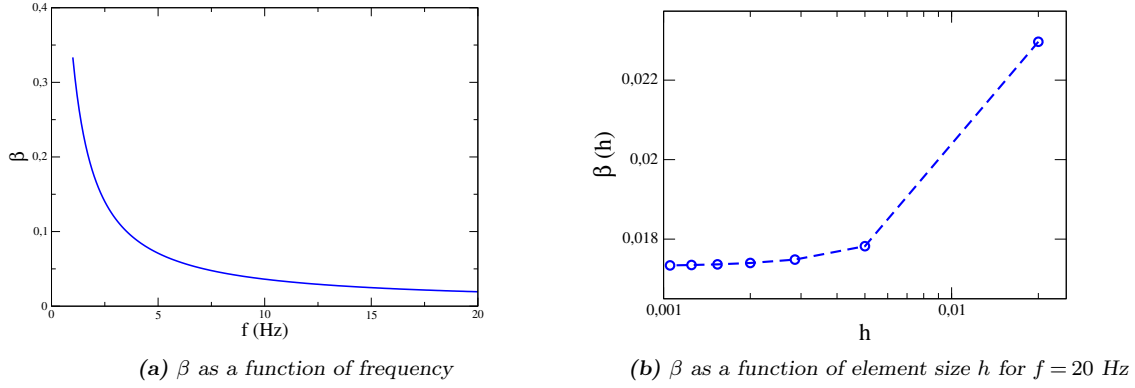 0,4
0,3
0,2
0,1
0
β
0 5 10 15 20
f (Hz)
(a) β as a function of frequency
0,022
0,02
0,018
β (h)
0,001 0,01
h
(b) β as a function of element size h for f = 20 Hz